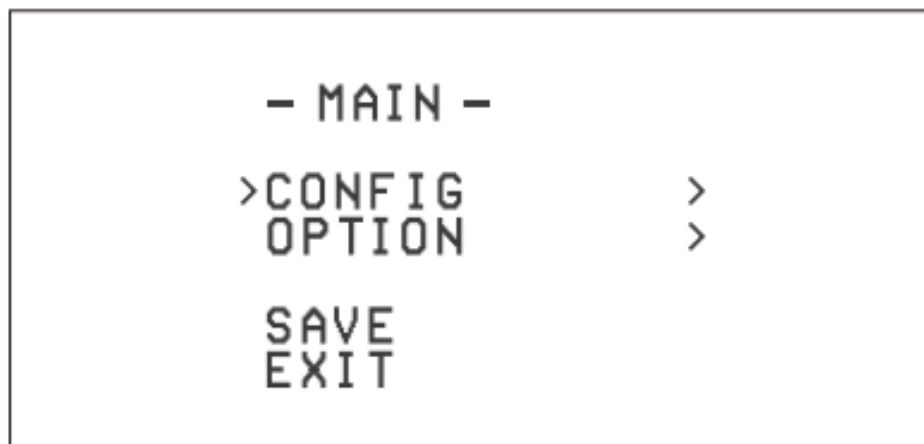 - MAIN -
>CONFIG >
OPTION >
SAVE
EXIT